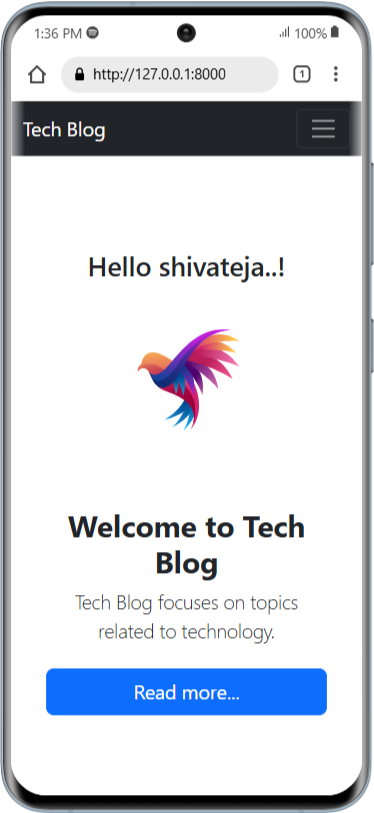 1:36 PM 100%
http://127.0.0.1:8000 1
Tech Blog
Hello shivateja..!
Welcome to Tech
Blog
Tech Blog focuses on topics
related to technology.
Read more...